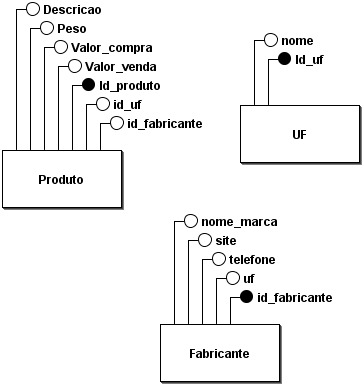 Descricao
Peso
Valor_compra
Valor_venda
Id_produto
id_uf
id_fabricante
Produto
nome
Id_uf
UF
nome_marca
site
telefone
uf
id_fabricante
Fabricante